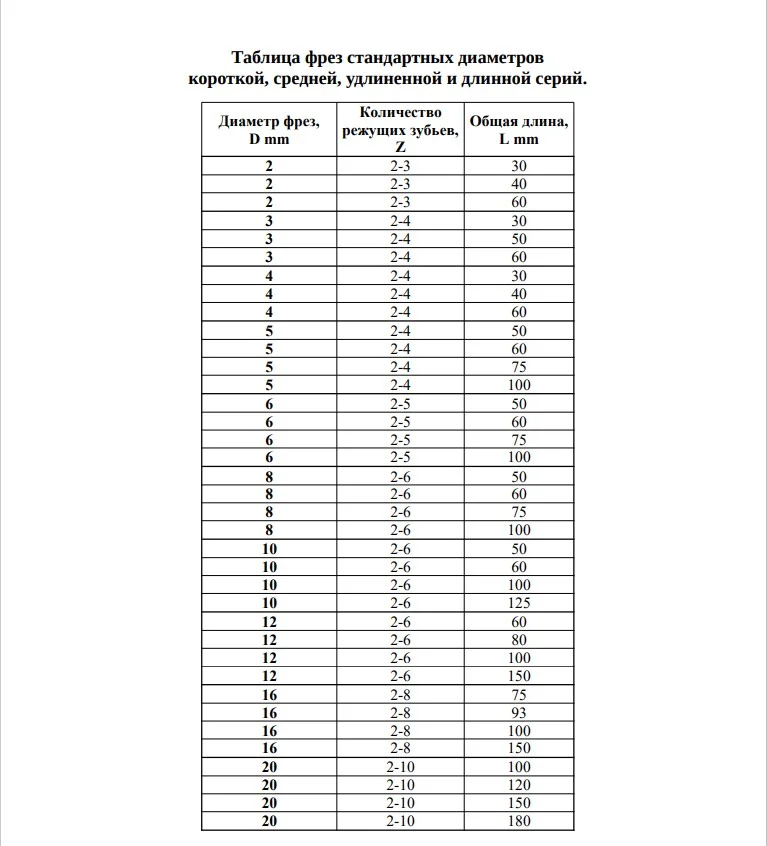 Таблица фрез стандартных диаметров
короткой, средней, удлиненной и длинной серий.
Диаметр фрез, D mm | Количество режущих зубьев, Z | Общая длина, L mm
2 2-3 30
2 2-3 40
2 2-3 60
3 2-4 30
3 2-4 50
3 2-4 60
4 2-4 30
4 2-4 40
4 2-4 60
5 2-4 50
5 2-4 60
5 2-4 75
5 2-4 100
6 2-5 50
6 2-5 60
6 2-5 75
6 2-5 100
8 2-6 50
8 2-6 60
8 2-6 75
8 2-6 100
10 2-6 50
10 2-6 60
10 2-6 100
10 2-6 125
12 2-6 60
12 2-6 80
12 2-6 100
12 2-6 150
16 2-8 75
16 2-8 93
16 2-8 100
16 2-8 150
20 2-10 100
20 2-10 120
20 2-10 150
20 2-10 180